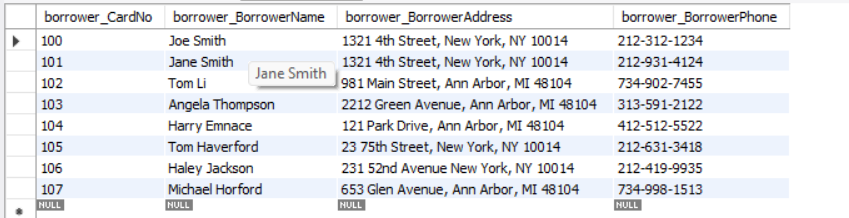 borrower_CardNo borrower_BorrowerName borrower_BorrowerAddress borrower_BorrowerPhone
100 Joe Smith 1321 4th Street, New York, NY 10014 212-312-1234
101 Jane Smith 1321 4th Street, New York, NY 10014 212-931-4124
Jane Smith
102 Tom Li 981 Main Street, Ann Arbor, MI 48104 734-902-7455
103 Angela Thompson 2212 Green Avenue, Ann Arbor, MI 48104 313-591-2122
104 Harry Emnace 121 Park Drive, Ann Arbor, MI 48104 412-512-5522
105 Tom Haverford 23 75th Street, New York, NY 10014 212-631-3418
106 Haley Jackson 231 52nd Avenue New York, NY 10014 212-419-9935
107 Michael Horford 653 Glen Avenue, Ann Arbor, MI 48104 734-998-1513
NULL NULL NULL NULL